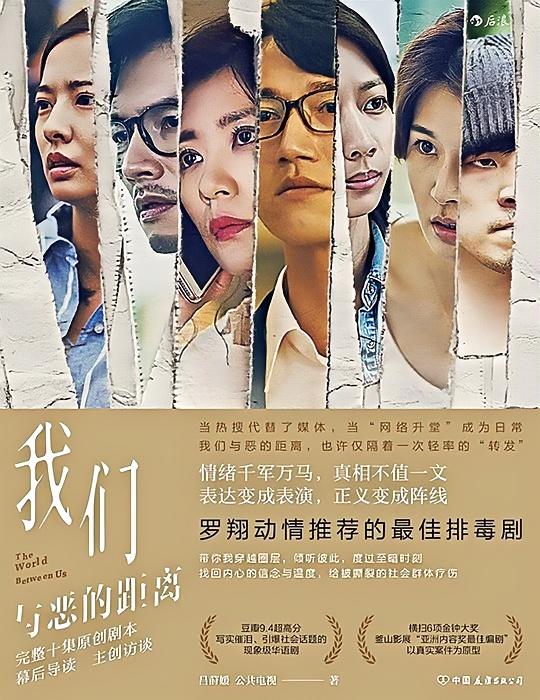 后浪
当热搜代替了媒体，当“网络升堂”成为日常
我们与恶的距离，也许仅隔着一次轻率的“转发”
情绪千军万马，真相不值一文
表达变成表演，正义变成阵线
罗翔动情推荐的最佳排毒剧
带你我穿越圈层，倾听彼此，度过至暗时刻
找回内心的信念与温度，给被撕裂的社会群体疗伤
我们
The
World
Between Us
与恶的距离
完整十集原创剧本
幕后导读 主创访谈
豆瓣9.4超高分
写实催泪、引爆社会话题的
现象级华语剧
横扫6项金钟大奖
釜山影展“亚洲内容奖最佳编剧”
以真实案件为原型
吕莳媛 公共电视 —— 著
中国友谊出版公司